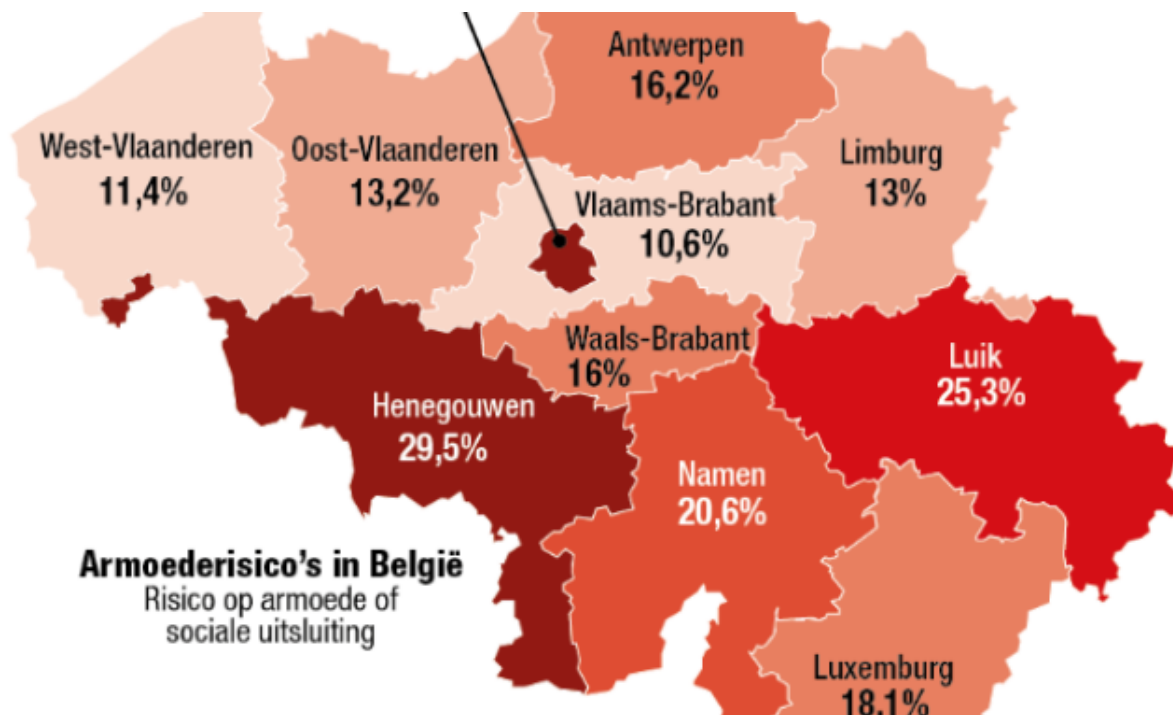 Antwerpen
16,2%
West-Vlaanderen
11,4%
Oost-Vlaanderen
13,2%
Limburg
13%
Vlaams-Brabant
10,6%
Waals-Brabant
16%
Luik
25,3%
Henegouwen
29,5%
Namen
20,6%
Armoederisico's in België
Risico op armoede of
sociale uitsluiting
Luxemburg
18,1%